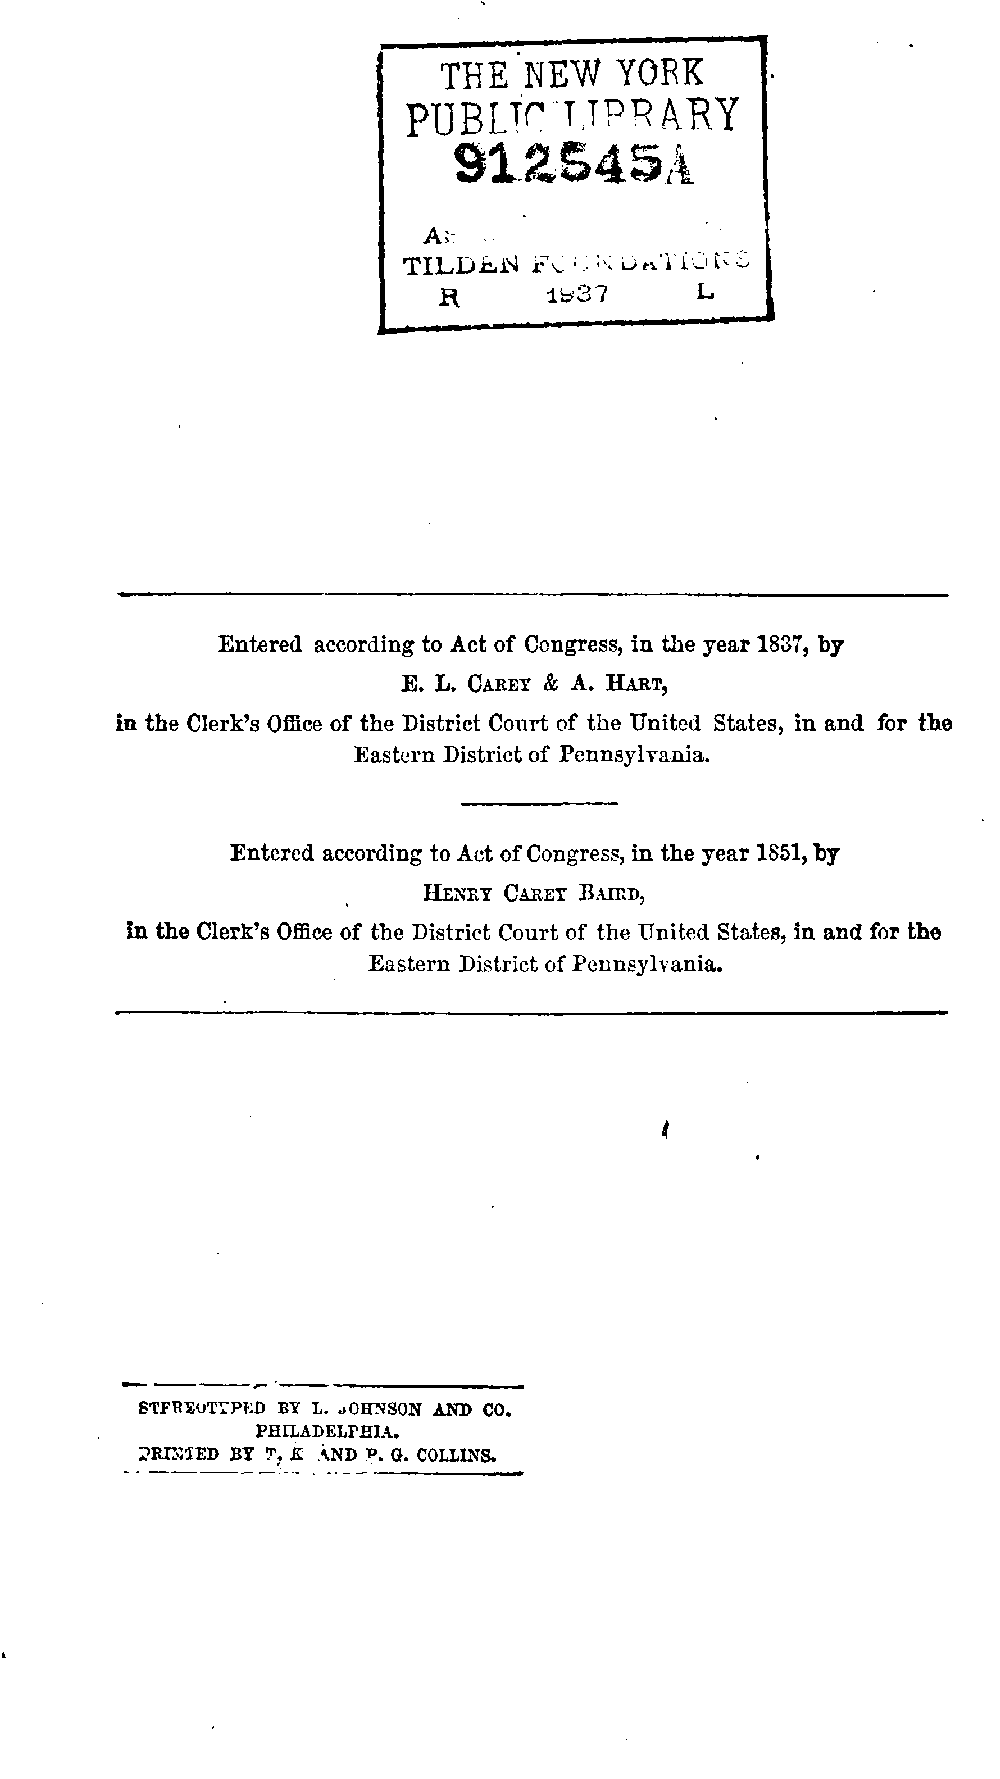 THE NEW YORK
PUBLIC LIBRARY
912545A
TILDEN FOUNDATIONS
R 1937 L
Entered according to Act of Congress, in the year 1837, by
E. L. CAREY & A. HART,
in the Clerk's Office of the District Court of the United States, in and for the
Eastern District of Pennsylvania.
Entered according to Act of Congress, in the year 1851, by
HENRY CAREY BAIRD,
in the Clerk's Office of the District Court of the United States, in and for the
Eastern District of Pennsylvania.
STEREOTYPED BY L. JOHNSON AND CO.
PHILADELPHIA.
PRINTED BY T, K AND P. G. COLLINS.